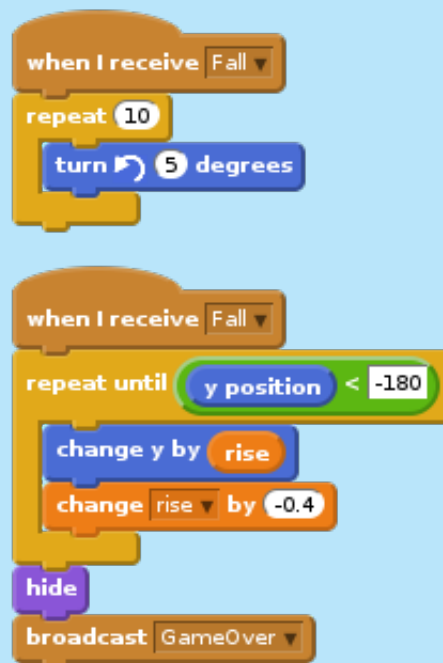 when I receive Fall
repeat 10
turn 5 degrees
when I receive Fall
repeat until y position < -180
change y by rise
change rise by -0.4
hide
broadcast GameOver